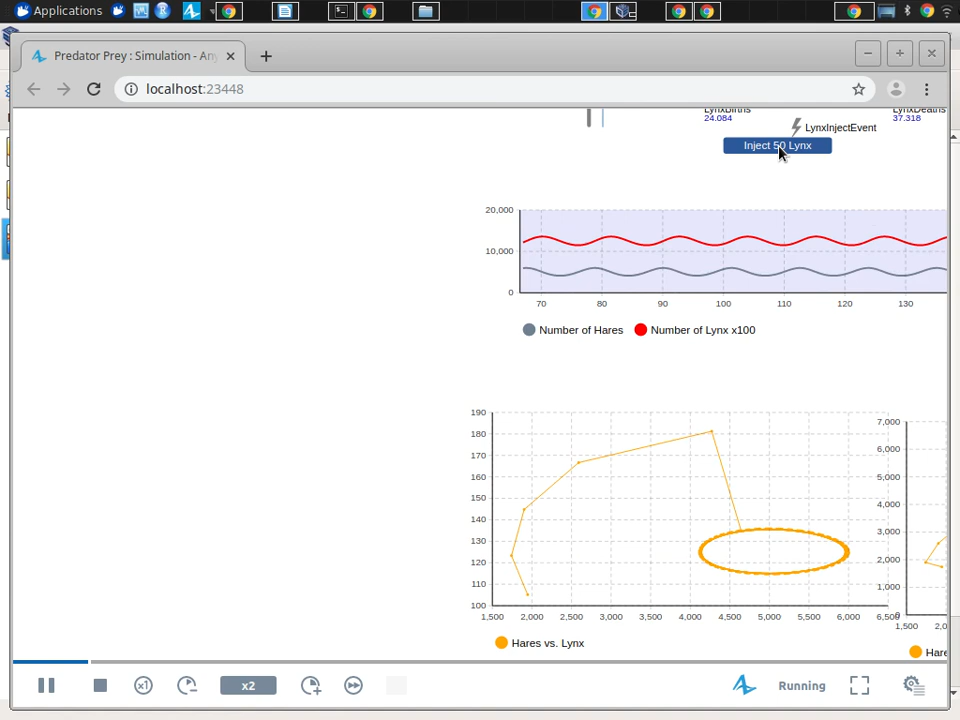 Applications
Predator Prey : Simulation - An
localhost:23448
LynxBirths
LynxDeaths
24.084
37.318
LynxInjectEvent
Inject 50 Lynx
20,000
10,000
0
70 80 90 100 110 120 130
Number of Hares Number of Lynx x100
190
180
170
160
150
140
130
120
110
100
1,500 2,000 2,500 3,000 3,500 4,000 4,500 5,000 5,500 6,000 6,500
Hares vs. Lynx
7,000
6,000
5,000
4,000
3,000
2,000
1,000
0
1,500 2,0
Hare
x1
x2
Running